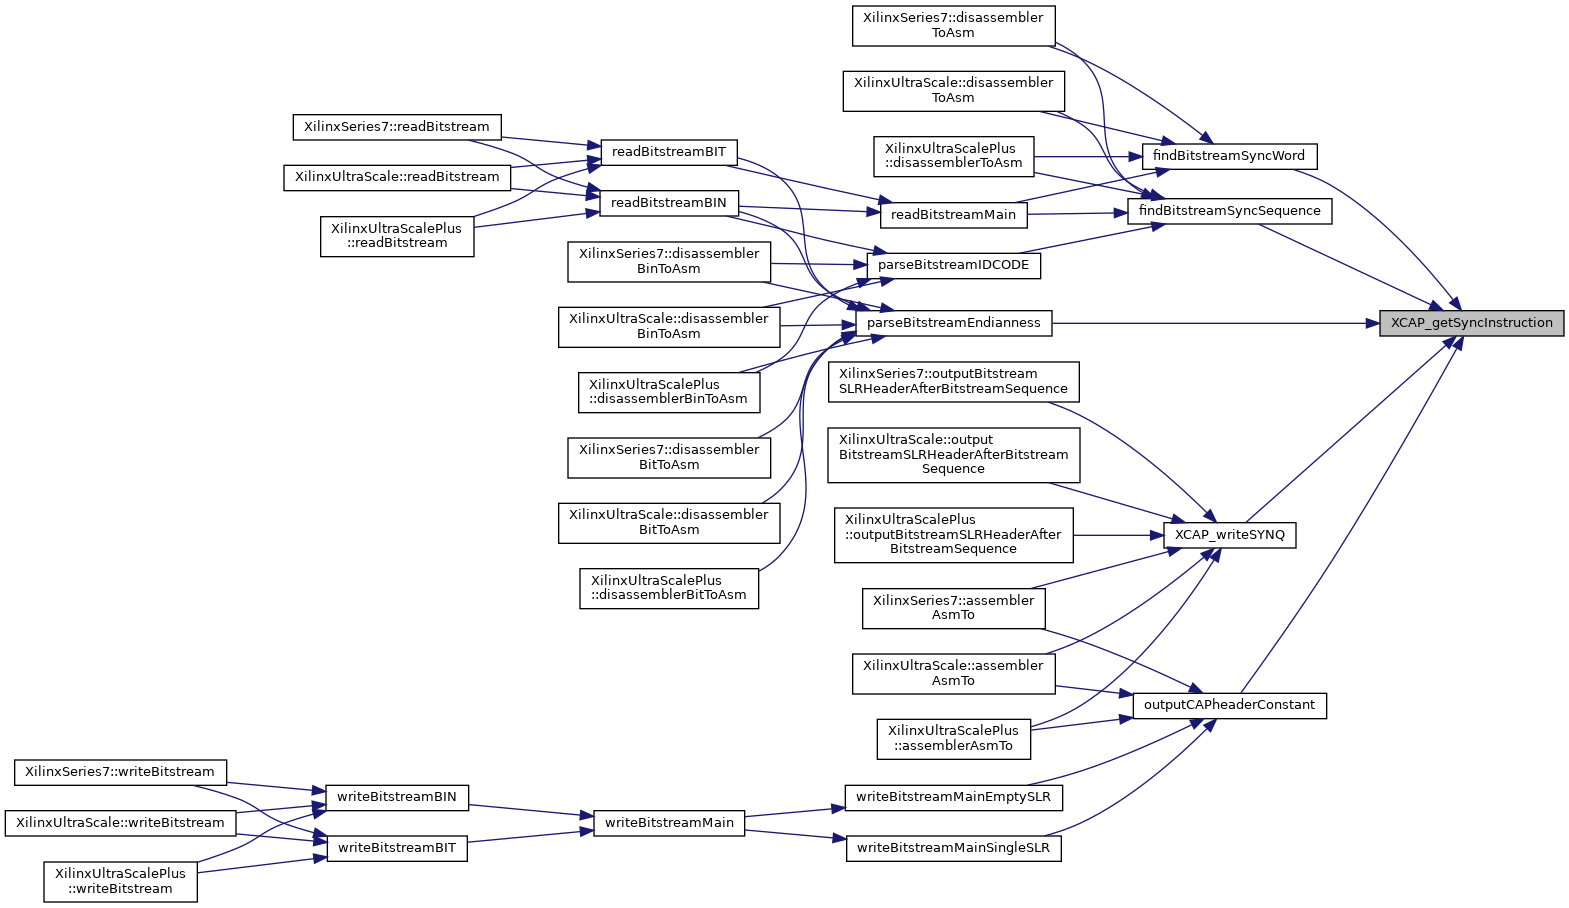 XilinxSeries7::disassembler
ToAsm
XilinxUltraScale::disassembler
ToAsm
XilinxUltraScalePlus
::disassemblerToAsm
findBitstreamSyncWord
XilinxSeries7::readBitstream
readBitstreamBIT
XilinxUltraScale::readBitstream
readBitstreamBIN
readBitstreamMain
findBitstreamSyncSequence
XilinxUltraScalePlus
::readBitstream
XilinxSeries7::disassembler
BinToAsm
parseBitstreamIDCODE
XilinxUltraScale::disassembler
BinToAsm
parseBitstreamEndianness
XCAP_getSyncInstruction
XilinxUltraScalePlus
::disassemblerBinToAsm
XilinxSeries7::outputBitstream
SLRHeaderAfterBitstreamSequence
XilinxSeries7::disassembler
BitToAsm
XilinxUltraScale::output
BitstreamSLRHeaderAfterBitstream
Sequence
XilinxUltraScale::disassembler
BitToAsm
XilinxUltraScalePlus
::outputBitstreamSLRHeaderAfter
BitstreamSequence
XCAP_writeSYNQ
XilinxUltraScalePlus
::disassemblerBitToAsm
XilinxSeries7::assembler
AsmTo
XilinxUltraScale::assembler
AsmTo
outputCAPheaderConstant
XilinxUltraScalePlus
::assemblerAsmTo
XilinxSeries7::writeBitstream
writeBitstreamBIN
writeBitstreamMainEmptySLR
XilinxUltraScale::writeBitstream
writeBitstreamMain
writeBitstreamBIT
writeBitstreamMainSingleSLR
XilinxUltraScalePlus
::writeBitstream